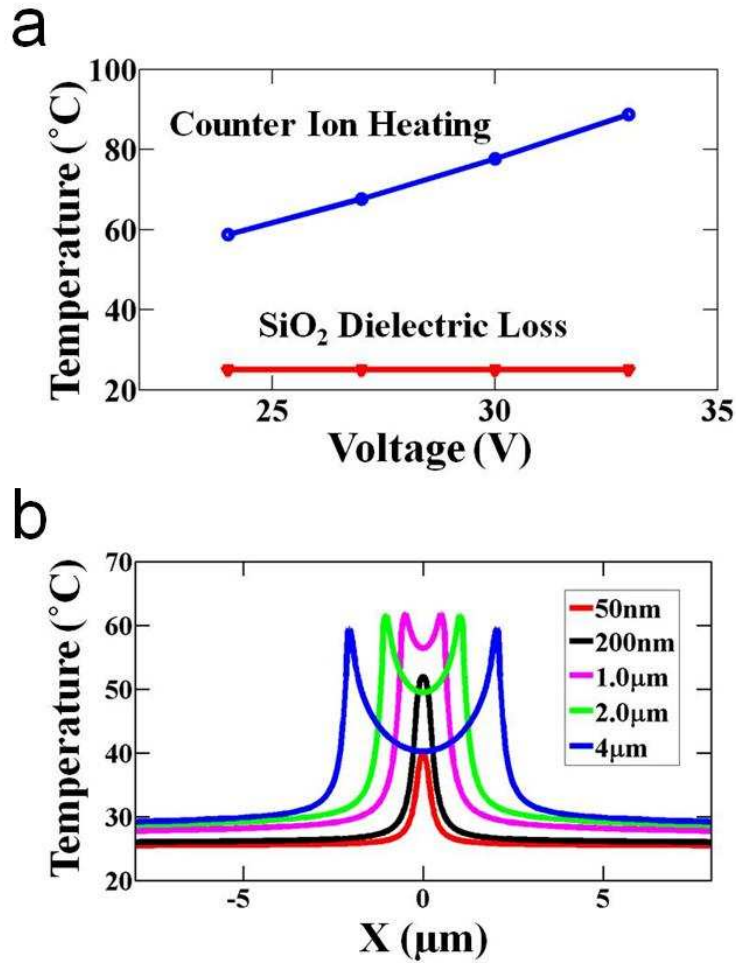 a
100
80
60
40
20
Temperature (˚C)
Counter Ion Heating
SiO₂ Dielectric Loss
25
30
35
Voltage (V)
b
70
60
50
40
30
20
Temperature (˚C)
50nm
200nm
1.0μm
2.0μm
4μm
-5
0
5
X (μm)